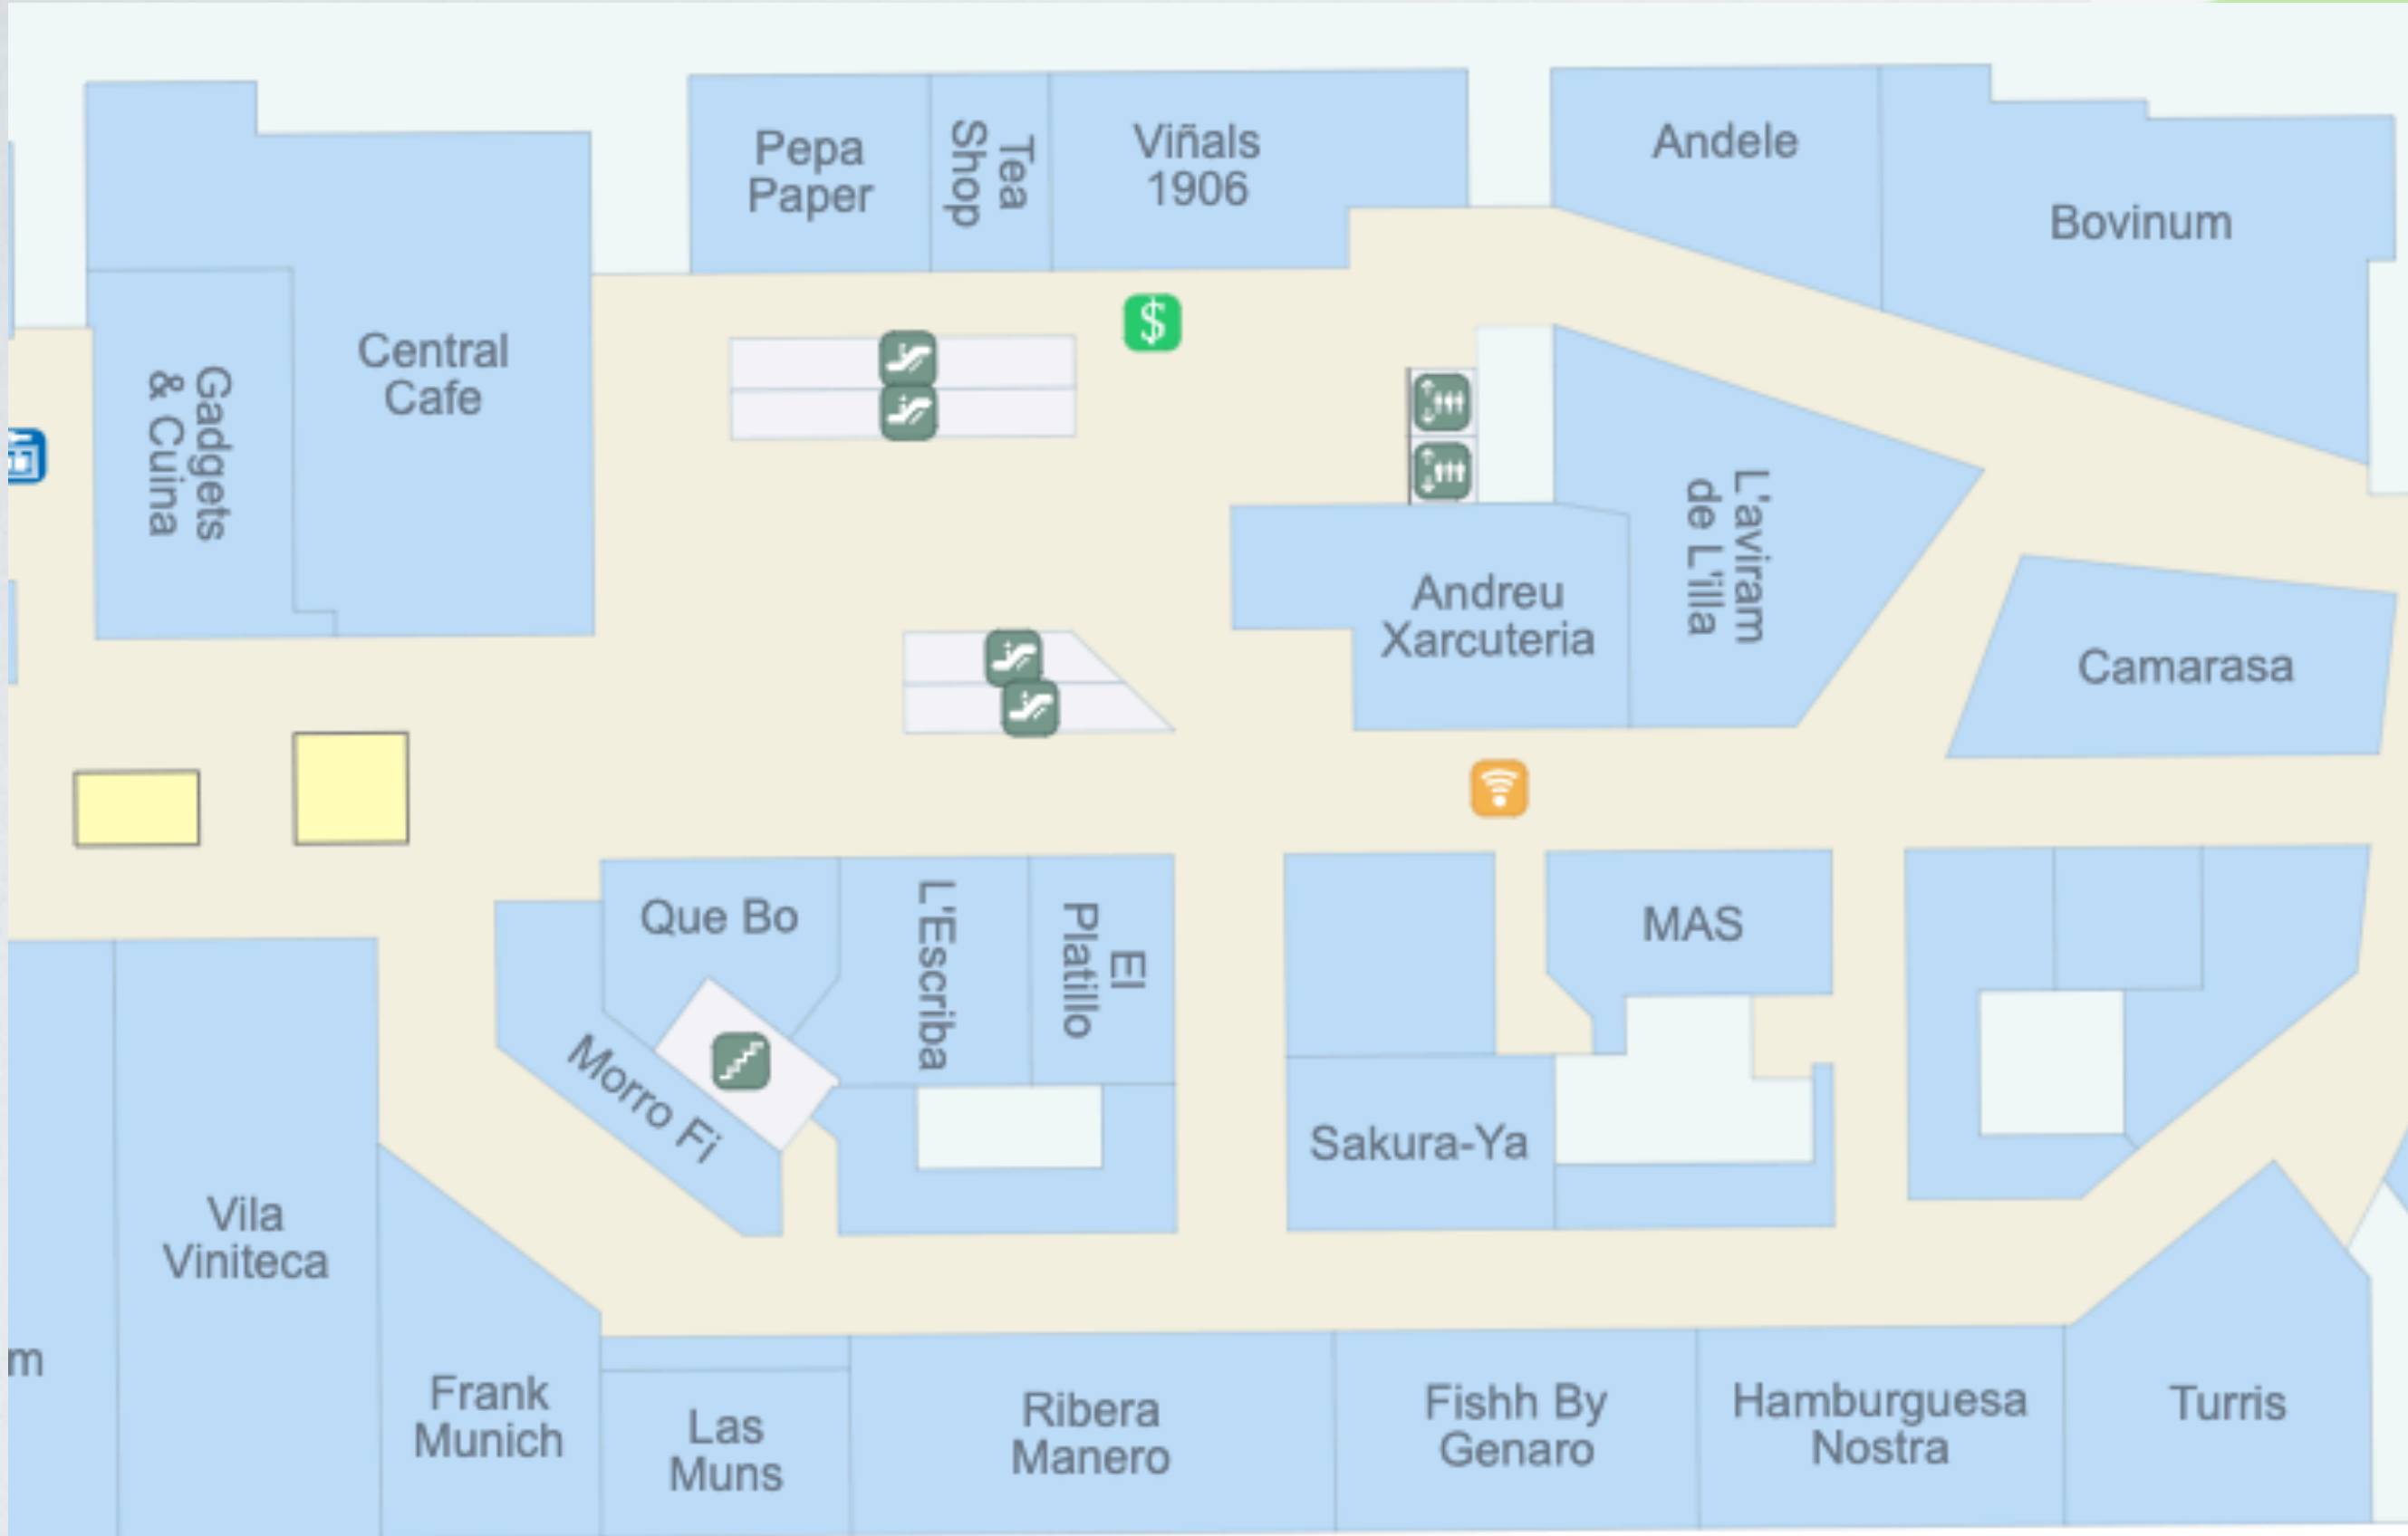 Pepa
Paper
Tea
Shop
Viñals
1906
Andele
Bovinum
$
Central
Cafe
Gadgets
& Cuina
L'aviram
de L'illa
Andreu
Xarcuteria
Camarasa
Que Bo
L'Escriba
El
Platillo
MAS
Morro Fi
Sakura-Ya
Vila
Viniteca
m
Frank
Munich
Las
Muns
Ribera
Manero
Fishh By
Genaro
Hamburguesa
Nostra
Turris